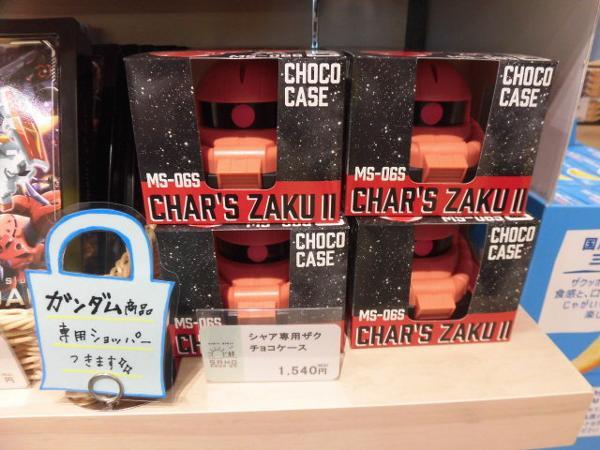 CHOCO
CASE
MS-06S
CHAR'S ZAKU II
CHOCO
CASE
MS-06S
CHAR'S ZAKU II
CHOCO
CASE
MS-06S
CHOCO
CASE
MS-06S
CHAR'S ZAKU II
ガンダム商品
専用ショッパー
つきます
シャア専用ザク
チョコケース
1,540円
円